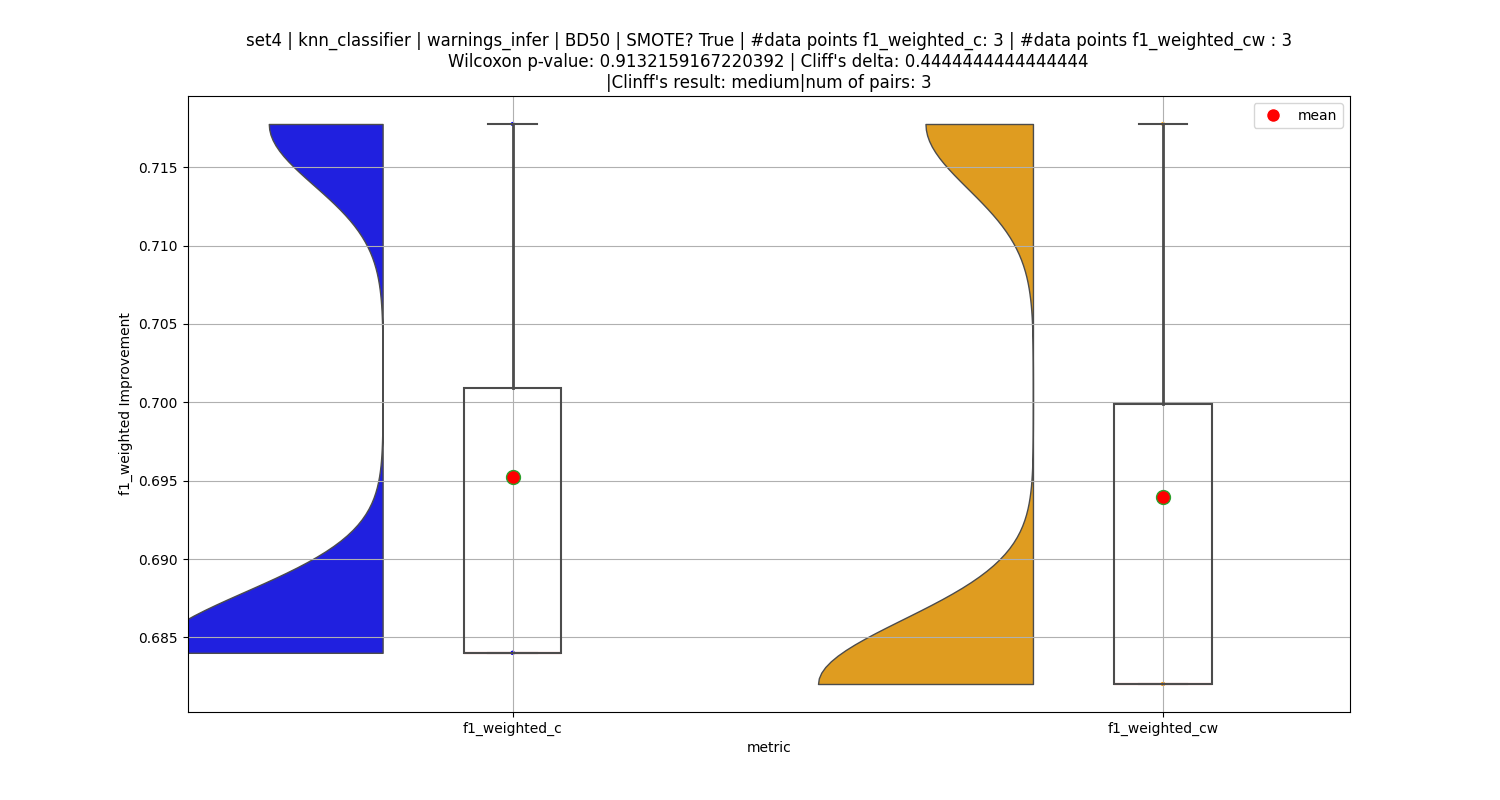 set4 | knn_classifier | warnings_infer | BD50 | SMOTE? True | #data points f1_weighted_c: 3 | #data points f1_weighted_cw : 3
Wilcoxon p-value: 0.9132159167220392 | Cliff's delta: 0.4444444444444444
|Clinff's result: medium|num of pairs: 3
mean
0.715
0.710
0.705
0.700
0.695
0.690
0.685
f1_weighted Improvement
f1_weighted_c
f1_weighted_cw
metric